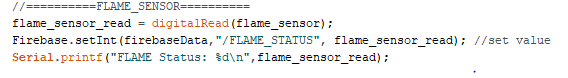 //==========FLAME_SENSOR==========
flame_sensor_read = digitalRead(flame_sensor);
Firebase.setInt(firebaseData,"/FLAME_STATUS", flame_sensor_read); //set value
Serial.printf("FLAME Status: %d\n",flame_sensor_read);